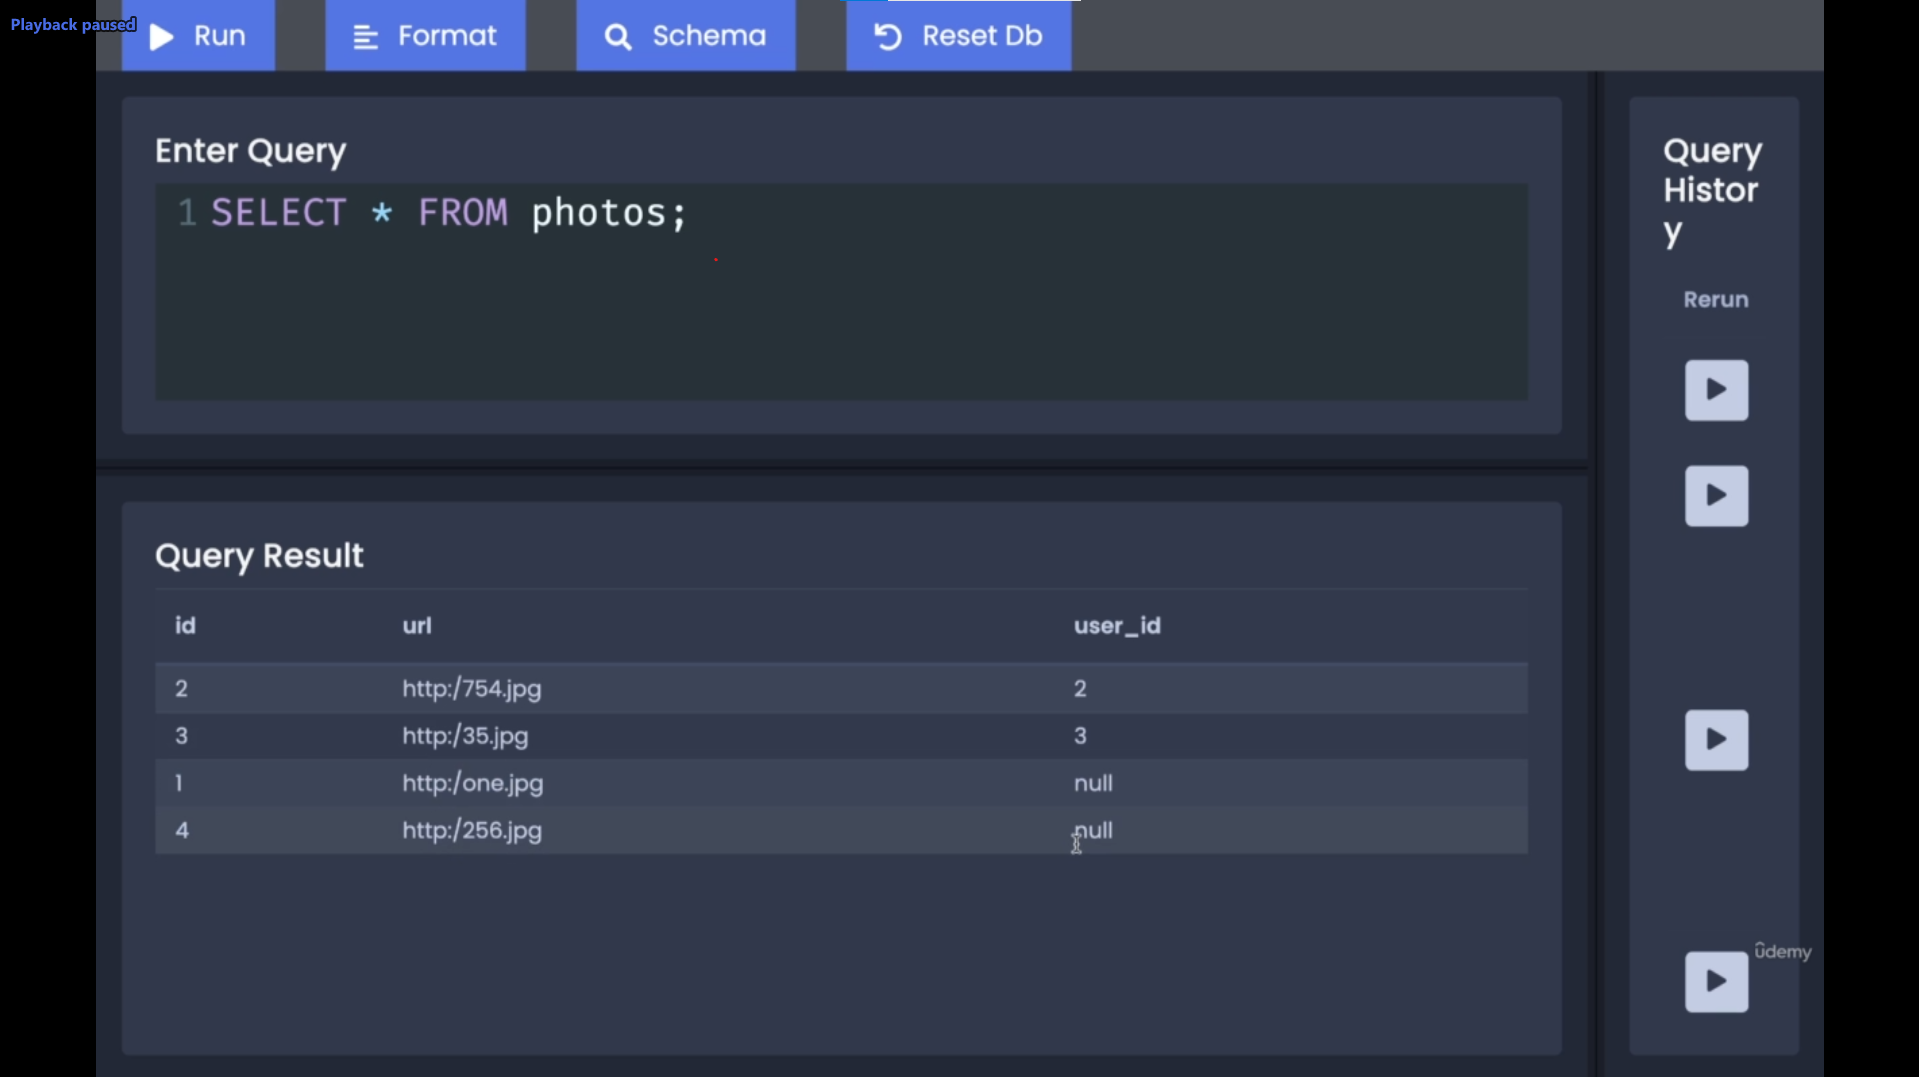 Playback paused
Run
Format
Schema
Reset Db
Enter Query
1 SELECT * FROM photos;
Query Result
id url user_id
2 http:/754.jpg 2
3 http:/35.jpg 3
1 http:/one.jpg null
4 http:/256.jpg null
Query
Histor
y
Rerun
ûdemy